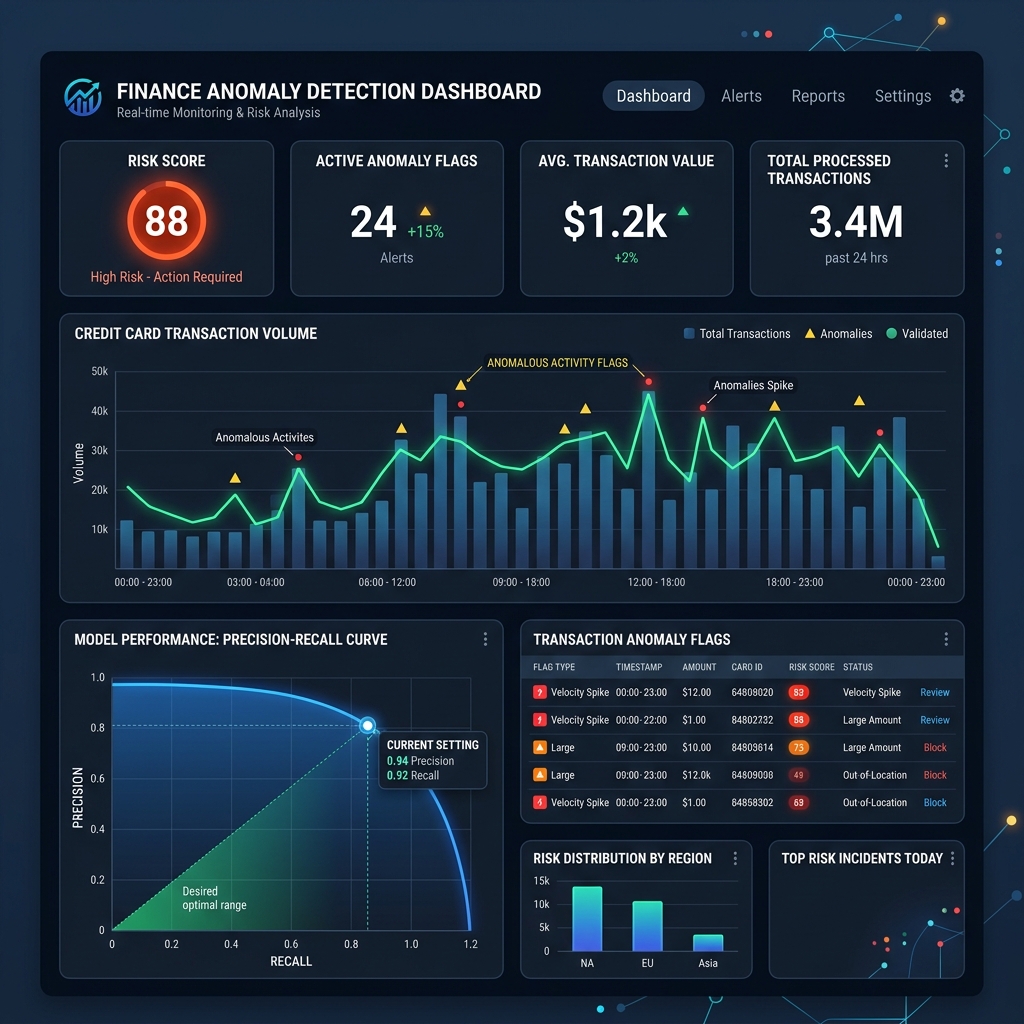 FINANCE ANOMALY DETECTION DASHBOARD
Real-time Monitoring & Risk Analysis
Dashboard Alerts Reports Settings
RISK SCORE
88
High Risk - Action Required
ACTIVE ANOMALY FLAGS
24 +15%
Alerts
AVG. TRANSACTION VALUE
$1.2k
+2%
TOTAL PROCESSED
TRANSACTIONS
3.4M
past 24 hrs
CREDIT CARD TRANSACTION VOLUME
Total Transactions Anomalies Validated
ANOMALOUS ACTIVITY FLAGS
Anomalies Spike
Anomalous Activites
Volume
50k
40k
30k
20k
10k
00:00 - 23:00 03:00 - 04:00 06:00 - 12:00 09:00 - 18:00 12:00 - 18:00 18:00 - 23:00 00:00 - 23:00
MODEL PERFORMANCE: PRECISION-RECALL CURVE
PRECISION
1.0
0.8
0.6
0.4
0.2
0
CURRENT SETTING
0.94 Precision
0.92 Recall
Desired
optimal range
0 0.2 0.4 0.6 0.8 1.0 1.2
RECALL
TRANSACTION ANOMALY FLAGS
FLAG TYPE TIMESTAMP AMOUNT CARD ID RISK SCORE STATUS
Velocity Spike 00:00-23:00 $12.00 64809020 Velocity Spike Review
Velocity Spike 00:00-22:00 $1.00 84802732 Large Amount Review
Large 09:00-23:00 $10.00 84809614 73 Large Amount Block
Large 09:00-23:00 $12.0k 49 Out-of-Location Block
Velocity Spike 00:00-23:00 $1.00 84858302 69 Out-of-Location Block
RISK DISTRIBUTION BY REGION
15k
10k
5k
0
NA EU Asia
TOP RISK INCIDENTS TODAY